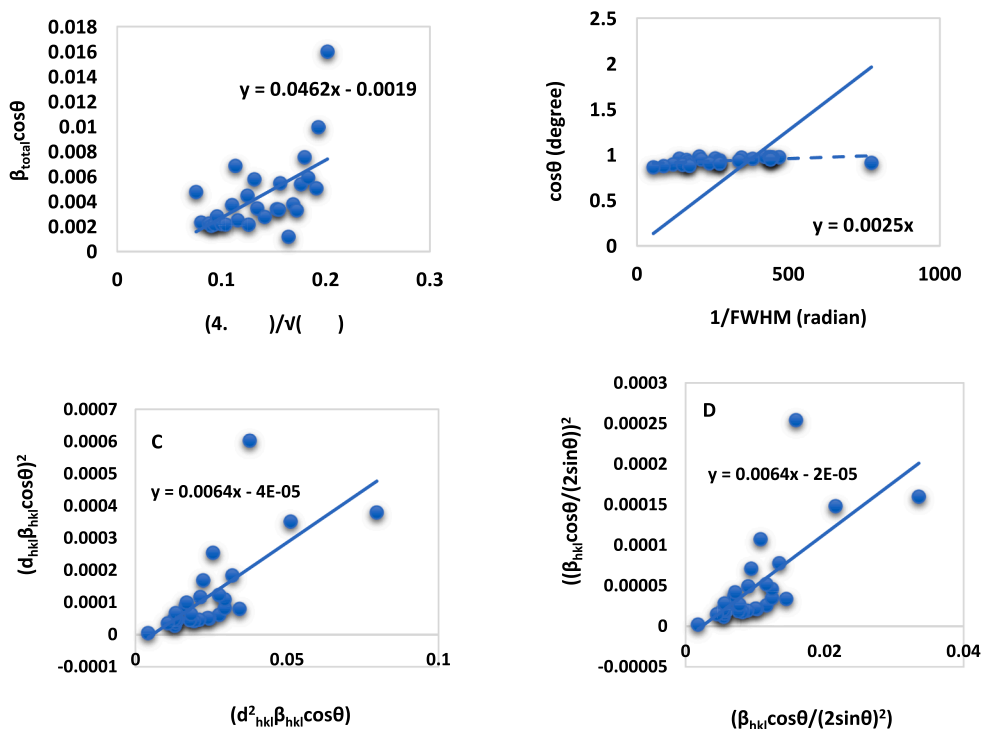 0.018
0.016
0.014
0.012
0.01
0.008
0.006
0.004
0.002
0
βtotalcosθ
y = 0.0462x - 0.0019
0 0.1 0.2 0.3
(4. )/√( )
2.5
2
1.5
1
0.5
0
cosθ (degree)
y = 0.0025x
0 500 1000
1/FWHM (radian)
0.0007
0.0006
0.0005
0.0004
0.0003
0.0002
0.0001
0
-0.0001
(dhklβhklcosθ)²
C
y = 0.0064x - 4E-05
0 0.05 0.1
(d²hklβhklcosθ)
0.0003
0.00025
0.0002
0.00015
0.0001
0.00005
0
-0.00005
((βhklcosθ/(2sinθ))²
D
y = 0.0064x - 2E-05
0 0.02 0.04
(βhklcosθ/(2sinθ)²)